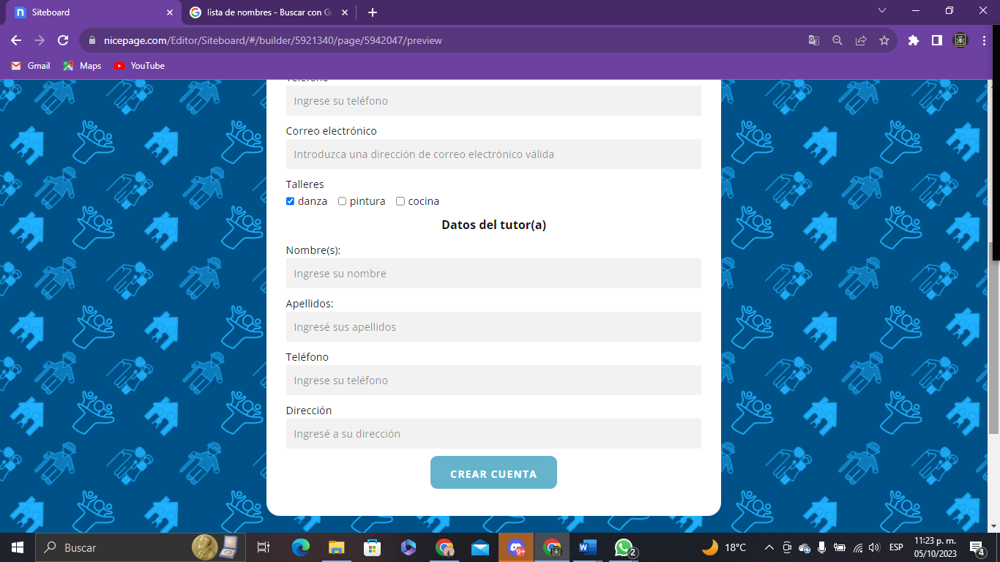 Siteboard
lista de nombres - Buscar con Go
nicepage.com/Editor/Siteboard/#/builder/5921340/page/5942047/preview
Gmail Maps YouTube
Teléfono
Ingrese su teléfono
Correo electrónico
Introduzca una dirección de correo electrónico válida
Talleres
danza pintura cocina
Datos del tutor(a)
Nombre(s):
Ingrese su nombre
Apellidos:
Ingresé sus apellidos
Teléfono
Ingrese su teléfono
Dirección
Ingresé a su dirección
CREAR CUENTA
Buscar
9+
2
18°C
ESP
11:23 p. m.
05/10/2023
4